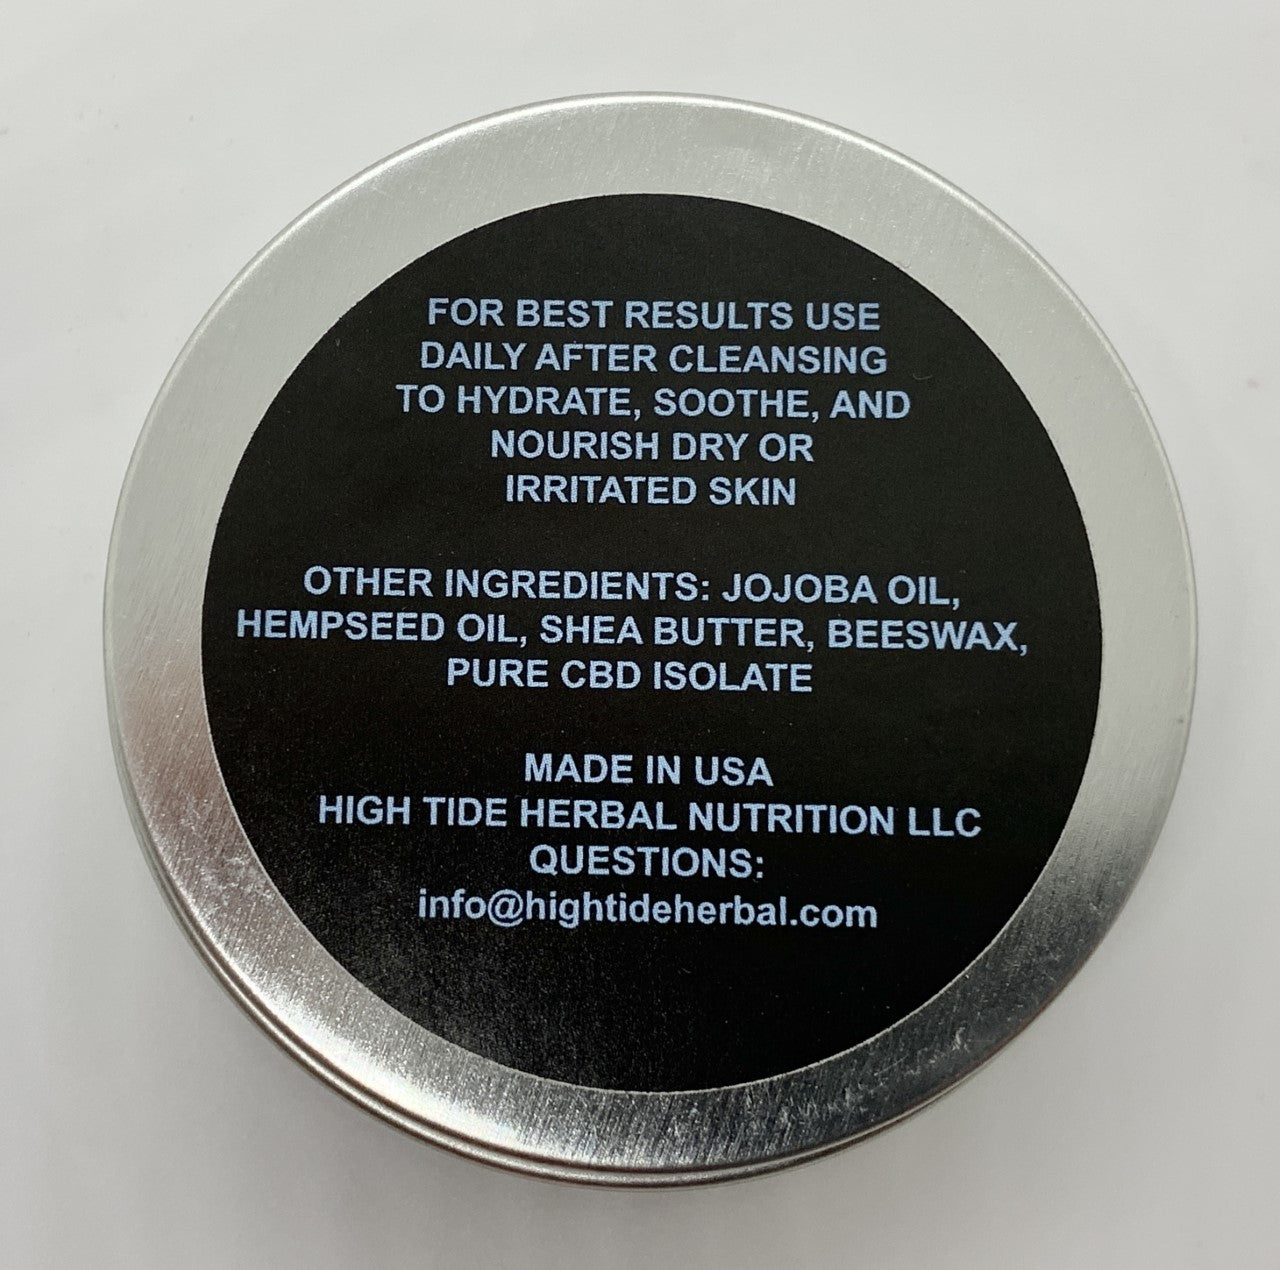 FOR BEST RESULTS USE
DAILY AFTER CLEANSING
TO HYDRATE, SOOTHE, AND
NOURISH DRY OR
IRRITATED SKIN
OTHER INGREDIENTS: JOJOBA OIL,
HEMPSEED OIL, SHEA BUTTER, BEESWAX,
PURE CBD ISOLATE
MADE IN USA
HIGH TIDE HERBAL NUTRITION LLC
QUESTIONS:
info@hightideherbal.com